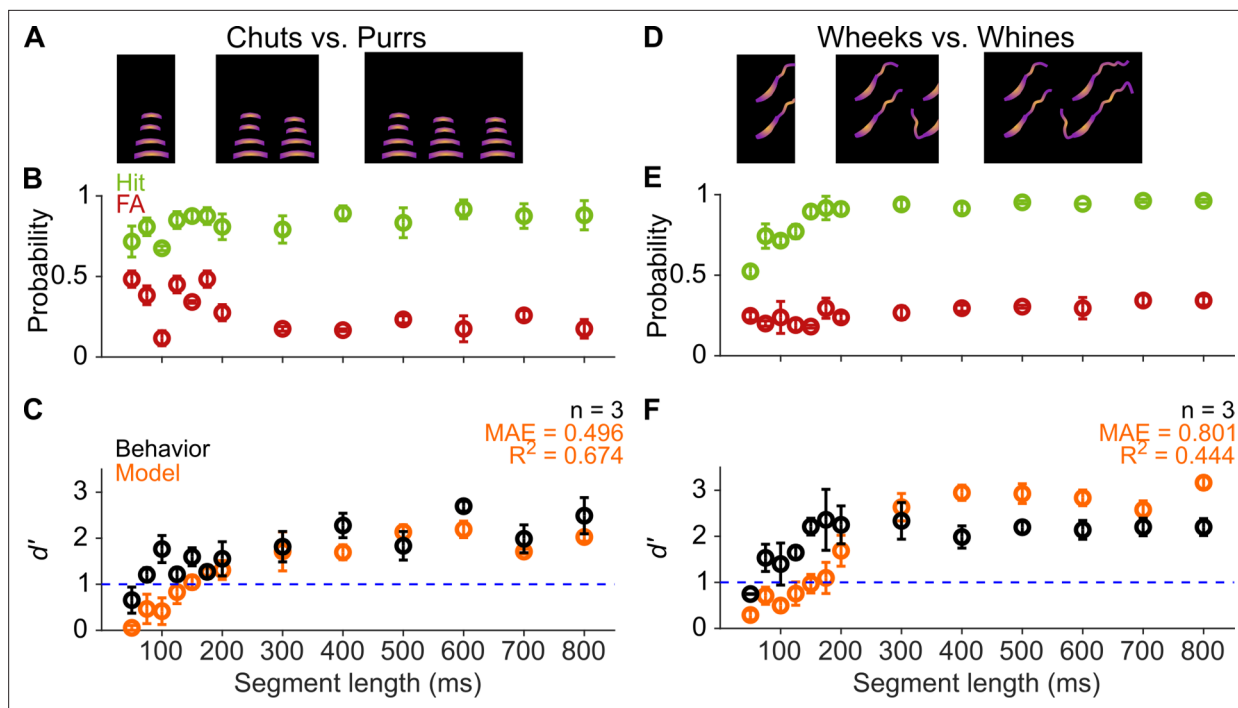 A
Chuts vs. Purrs
B
Hit
FA
1
0.5
0
Probability
C
n = 3
MAE = 0.496
R² = 0.674
Behavior
Model
3
2
1
0
d'
100 200 300 400 500 600 700 800
Segment length (ms)
D
Wheeks vs. Whines
E
1
0.5
0
Probability
F
n = 3
MAE = 0.801
R² = 0.444
3
2
1
0
d'
100 200 300 400 500 600 700 800
Segment length (ms)